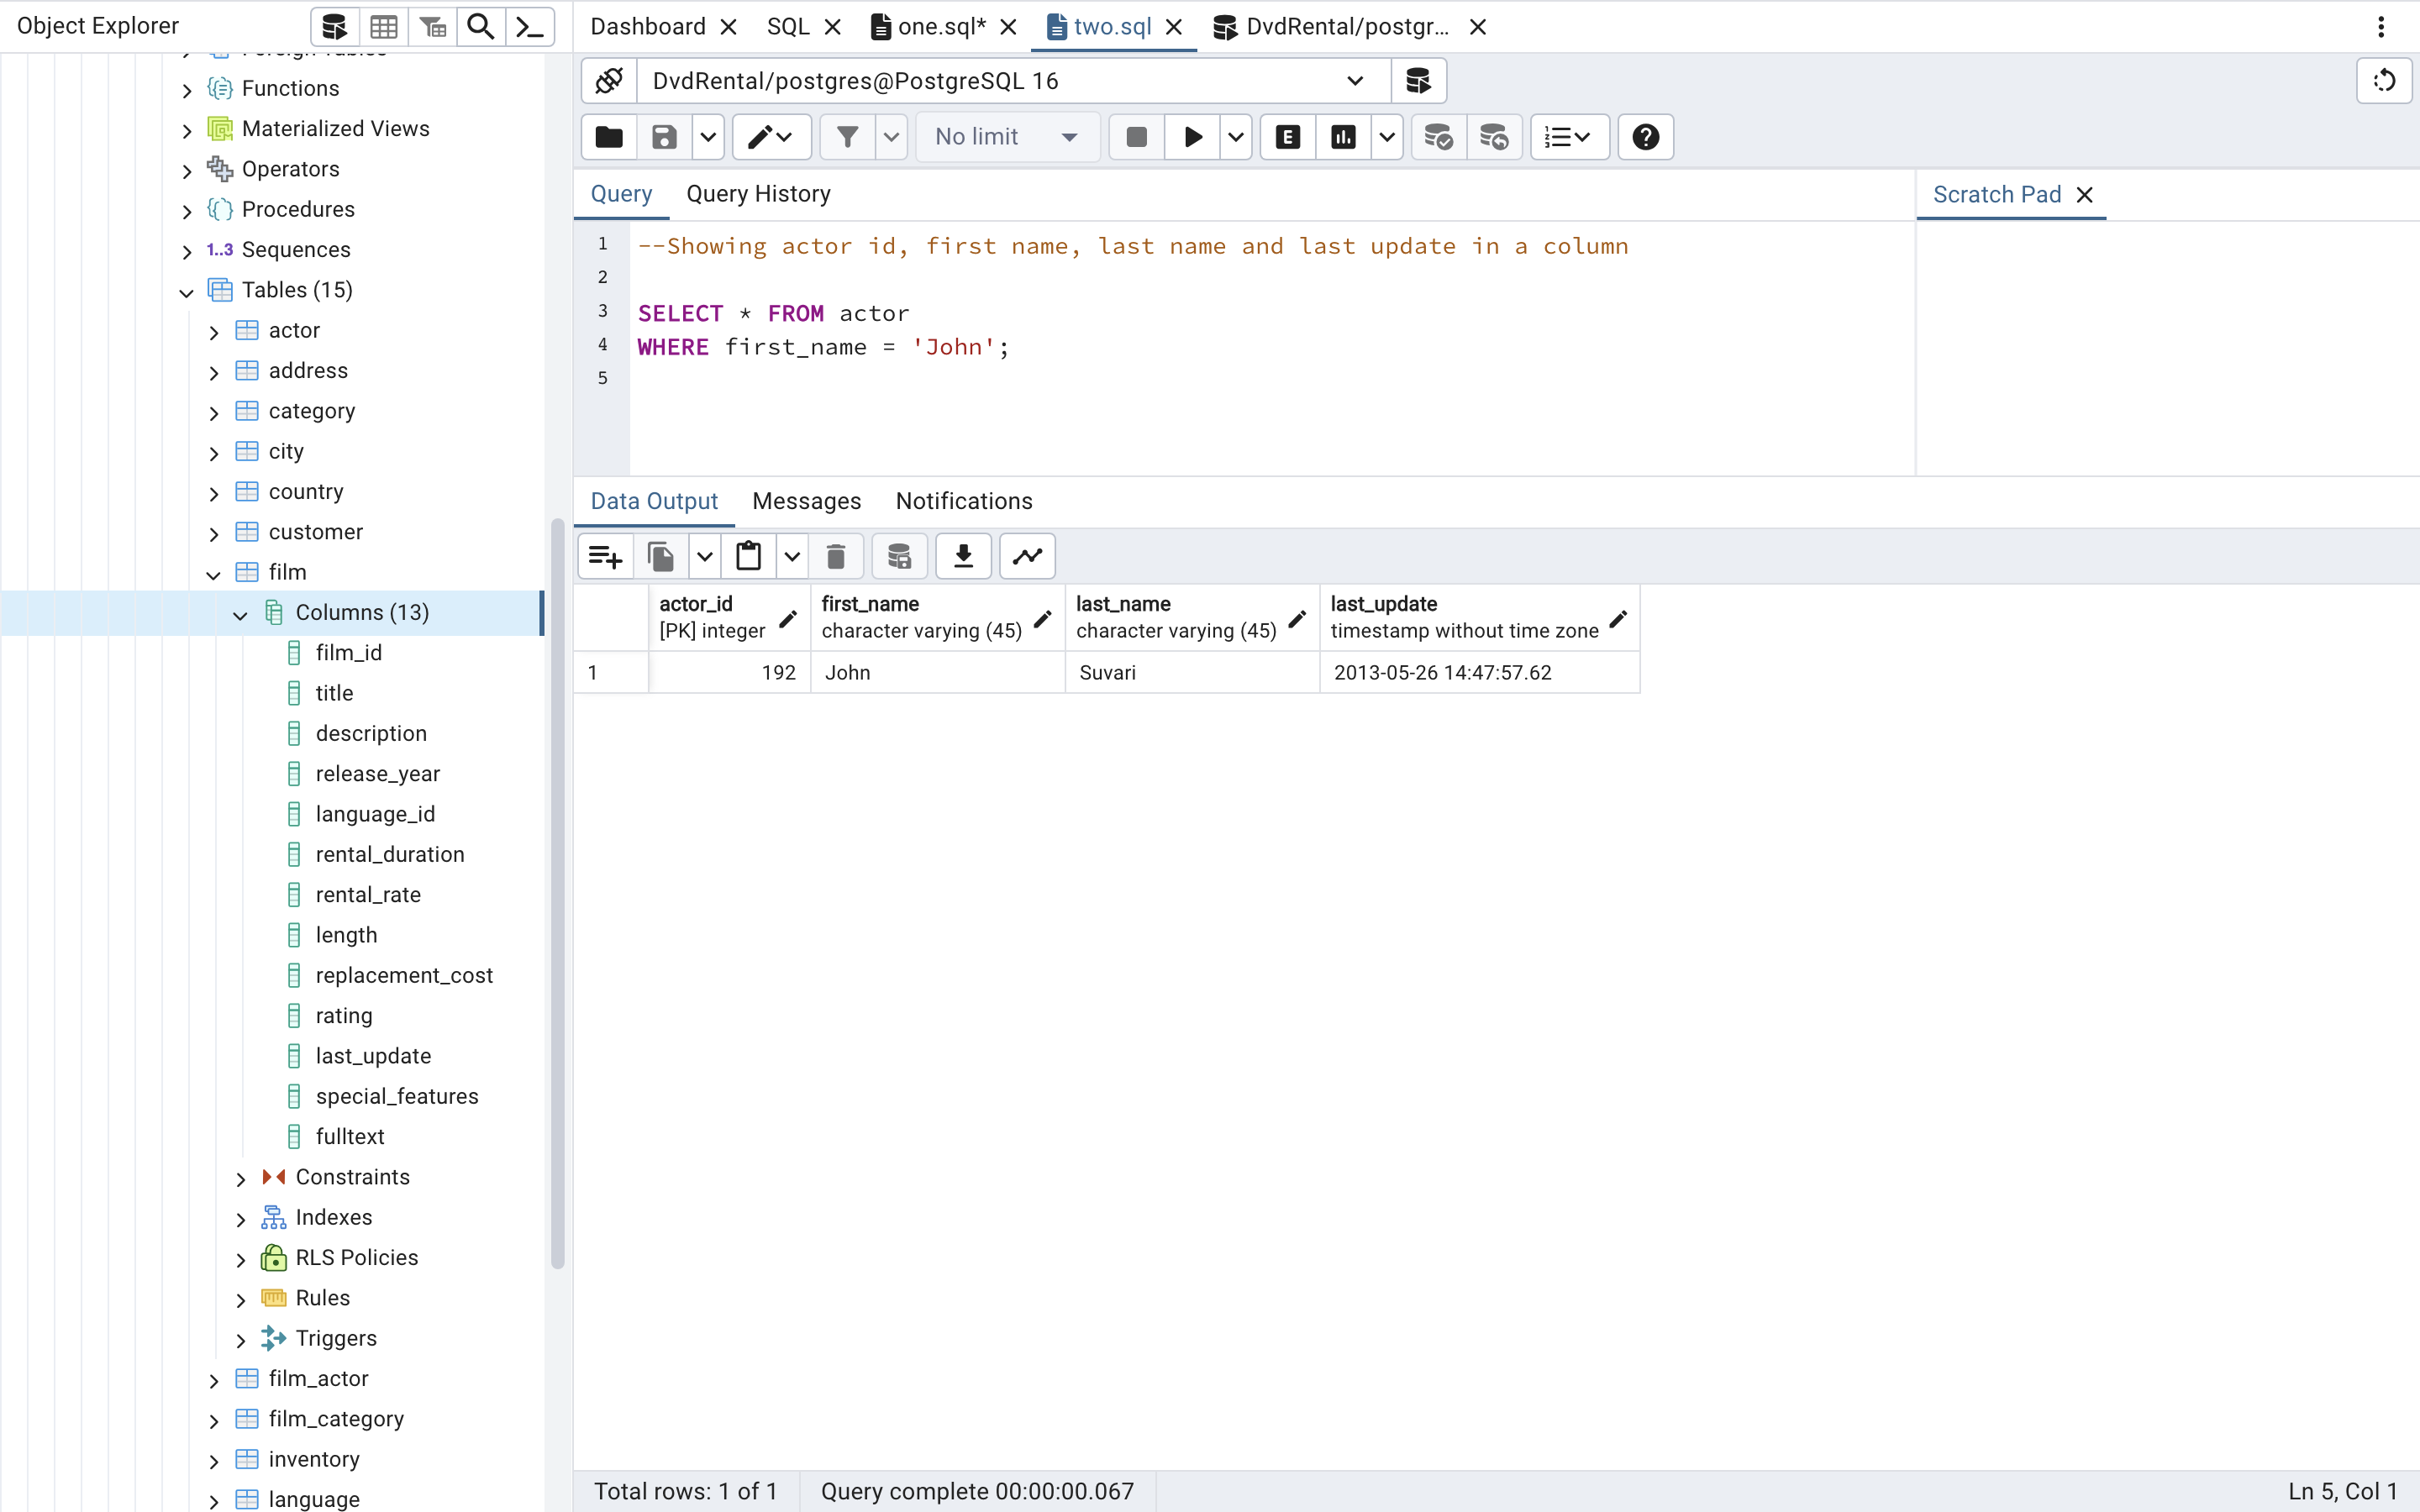 Object Explorer
Foreign Tables
Functions
Materialized Views
Operators
Procedures
1..3 Sequences
Tables (15)
actor
address
category
city
country
customer
film
Columns (13)
film_id
title
description
release_year
language_id
rental_duration
rental_rate
length
replacement_cost
rating
last_update
special_features
fulltext
Constraints
Indexes
RLS Policies
Rules
Triggers
film_actor
film_category
inventory
language
Dashboard SQL one.sql* two.sql DvdRental/postgr...
DvdRental/postgres@PostgreSQL 16
No limit E
Query Query History Scratch Pad
1 --Showing actor id, first name, last name and last update in a column
2
3 SELECT * FROM actor
4 WHERE first_name = 'John';
5
Data Output Messages Notifications
actor_id first_name last_name last_update
[PK] integer character varying (45) character varying (45) timestamp without time zone
1 192 John Suvari 2013-05-26 14:47:57.62
Total rows: 1 of 1 Query complete 00:00:00.067 Ln 5, Col 1